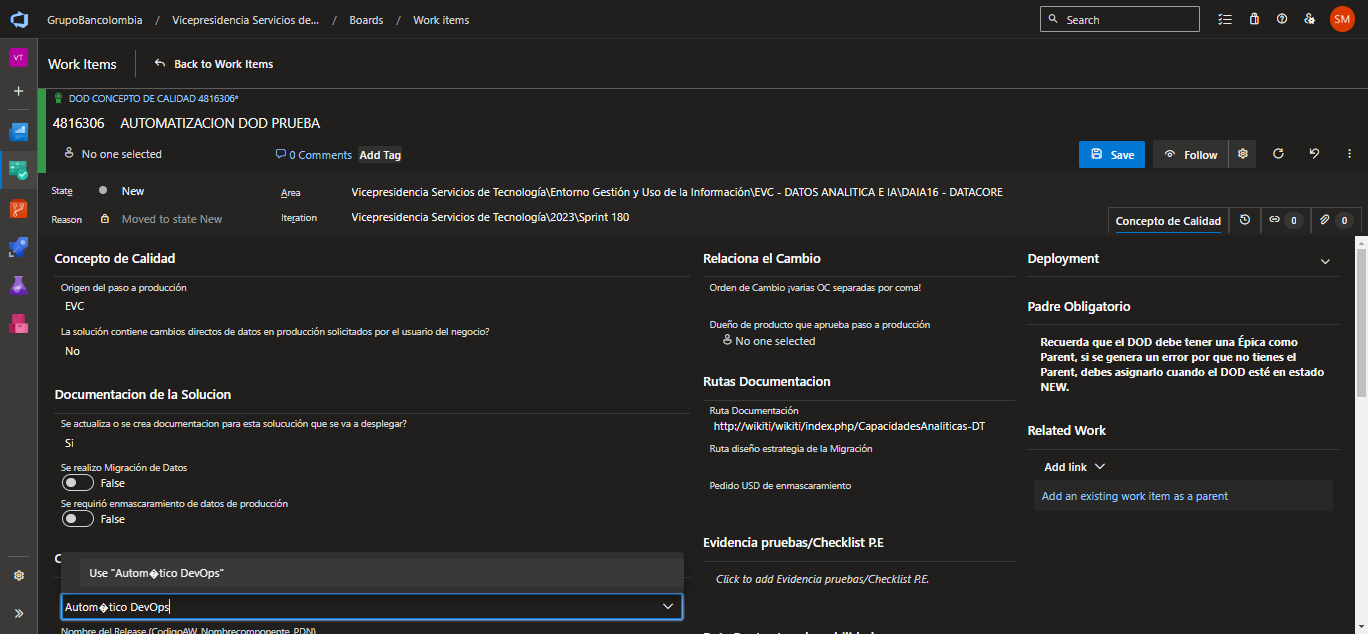 GrupoBancolombia / Vicepresidencia Servicios de... / Boards / Work items
Search
SM
VT
Work Items
Back to Work Items
DOD CONCEPTO DE CALIDAD 4816306*
4816306 AUTOMATIZACION DOD PRUEBA
No one selected
0 Comments
Add Tag
Save
Follow
State
New
Area
Vicepresidencia Servicios de Tecnología\Entorno Gestión y Uso de la Información\EVC - DATOS ANALITICA E IA\DAIA16 - DATACORE
Reason
Moved to state New
Iteration
Vicepresidencia Servicios de Tecnología\2023\Sprint 180
Concepto de Calidad
0
0
Concepto de Calidad
Origen del paso a producción
EVC
La solución contiene cambios directos de datos en producción solicitados por el usuario del negocio?
No
Documentacion de la Solucion
Se actualiza o se crea documentacion para esta solucución que se va a desplegar?
Si
Se realizo Migración de Datos
False
Se requirió enmascaramiento de datos de producción
False
Use "Autom�tico DevOps"
Autom�tico DevOps
Nombre del Release (CodigoAW_Nombrecomponente_PDN)
Relaciona el Cambio
Orden de Cambio ¡varias OC separadas por coma!
Dueño de producto que aprueba paso a producción
No one selected
Rutas Documentacion
Ruta Documentación
http://wikiti/wikiti/index.php/CapacidadesAnaliticas-DT
Ruta diseño estrategia de la Migración
Pedido USD de enmascaramiento
Evidencia pruebas/Checklist P.E
Click to add Evidencia pruebas/Checklist P.E.
Deployment
Padre Obligatorio
Recuerda que el DOD debe tener una Épica como
Parent, si se genera un error por que no tienes el
Parent, debes asignarlo cuando el DOD esté en estado
NEW.
Related Work
Add link
Add an existing work item as a parent